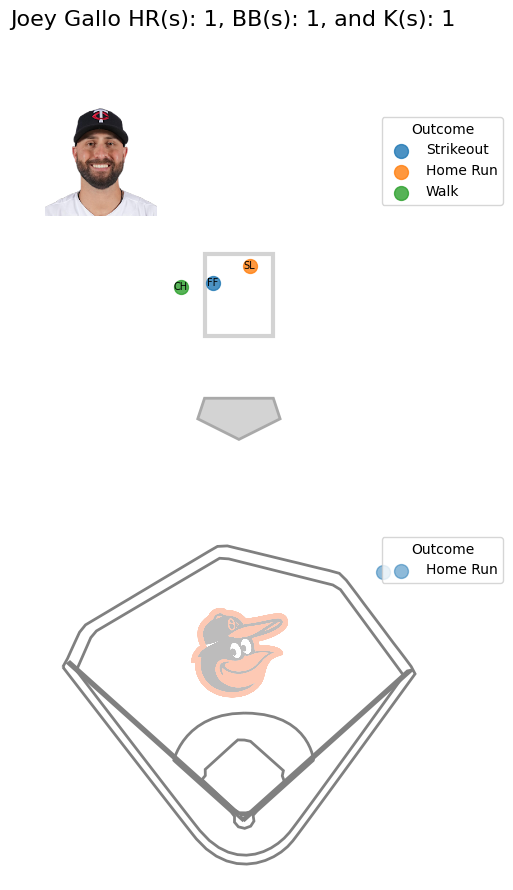 Joey Gallo HR(s): 1, BB(s): 1, and K(s): 1
Outcome
Strikeout
Home Run
Walk
SL
FF
CH
Outcome
Home Run